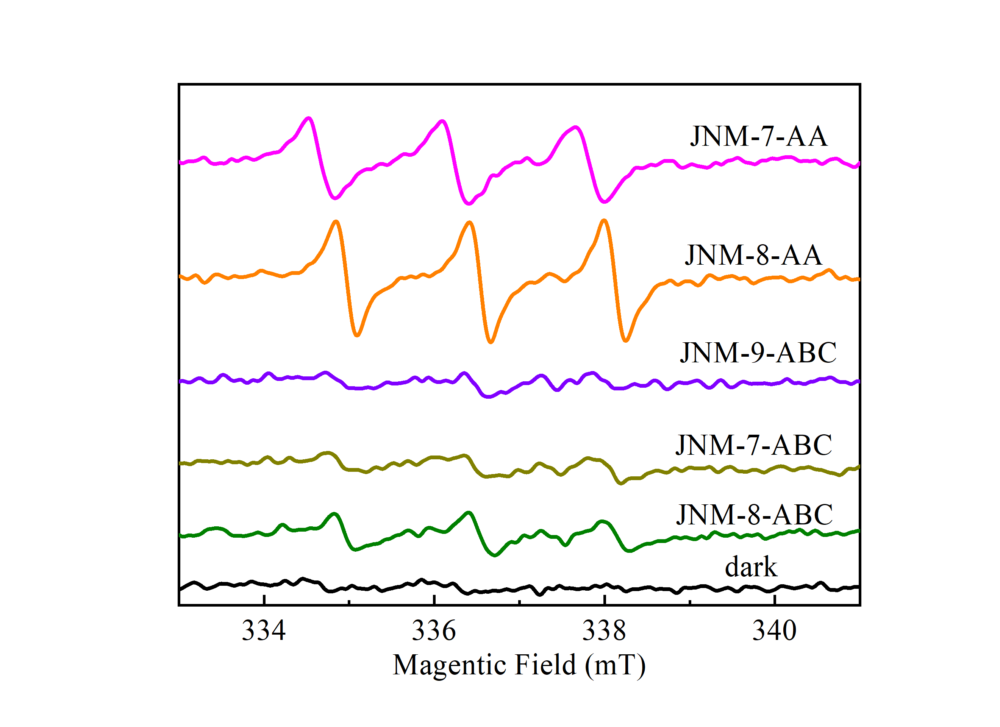 JNM-7-AA
JNM-8-AA
JNM-9-ABC
JNM-7-ABC
JNM-8-ABC
dark
334 336 338 340
Magentic Field (mT)